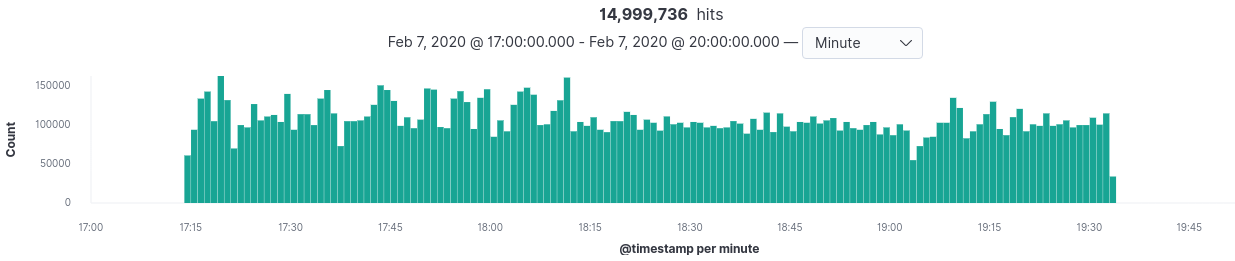 14,999,736 hits
Feb 7, 2020 @ 17:00:00.000 - Feb 7, 2020 @ 20:00:00.000 — Minute
150000
100000
50000
0
Count
17:00 17:15 17:30 17:45 18:00 18:15 18:30 18:45 19:00 19:15 19:30 19:45
@timestamp per minute